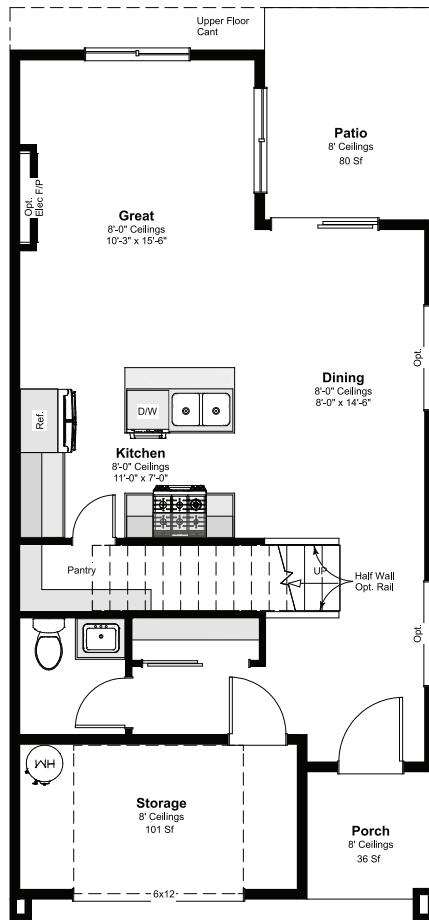 Upper Floor
Cant
Patio
8' Ceilings
80 Sf
Opt.
Elec F/P
Great
8'-0" Ceilings
10'-3" x 15'-6"
Opt.
Dining
8'-0" Ceilings
8'-0" x 14'-6"
D/W
Ref.
Kitchen
8'-0" Ceilings
11'-0" x 7'-0"
Pantry
UP
Half Wall
Opt. Rail
Opt.
HW
Storage
8' Ceilings
101 Sf
Porch
8' Ceilings
36 Sf
6x12